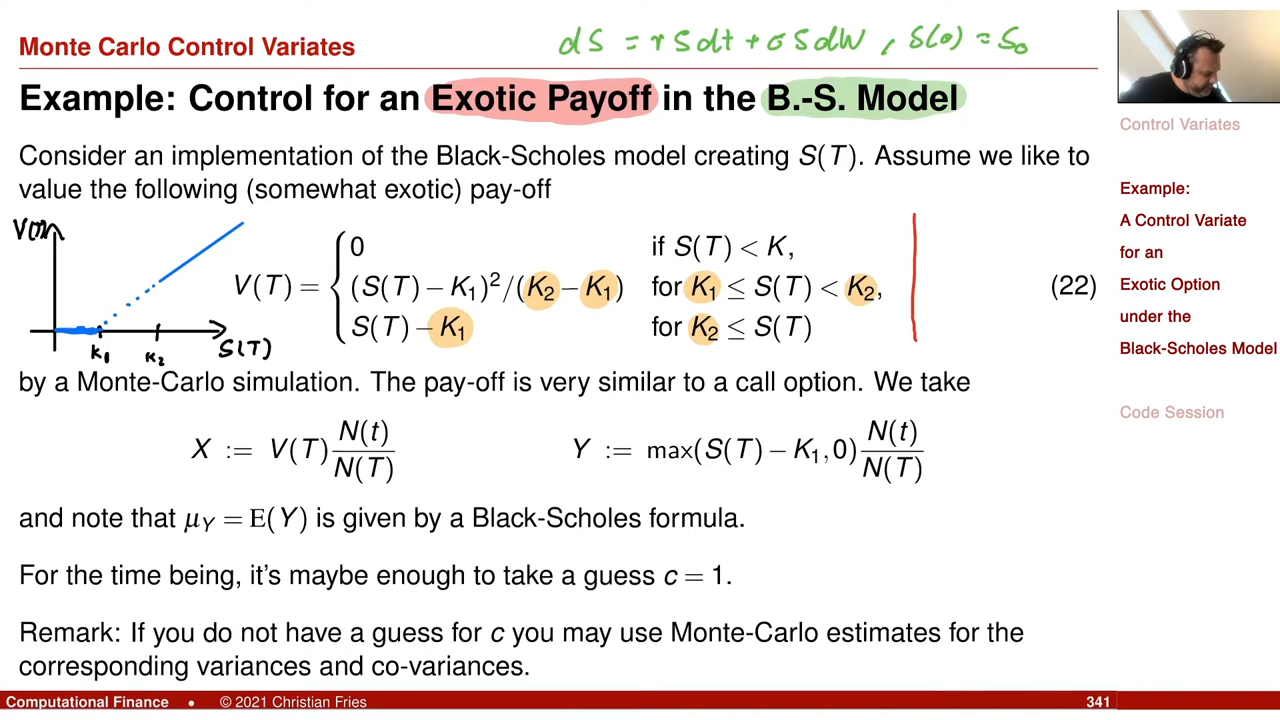 Monte Carlo Control Variates
dS = r S dt + σ S dW , S(0) = S₀
Example: Control for an Exotic Payoff in the B.-S. Model
Consider an implementation of the Black-Scholes model creating S(T). Assume we like to
value the following (somewhat exotic) pay-off
V(T)
K₁
K₂
S(T)
V(T) = { 0 if S(T) < K,
(S(T) − K₁)²/(K₂ − K₁) for K₁ ≤ S(T) < K₂,
S(T) − K₁ for K₂ ≤ S(T)
(22)
by a Monte-Carlo simulation. The pay-off is very similar to a call option. We take
X := V(T) N(t)/N(T) Y := max(S(T) − K₁, 0) N(t)/N(T)
and note that μ_Y = E(Y) is given by a Black-Scholes formula.
For the time being, it's maybe enough to take a guess c = 1.
Remark: If you do not have a guess for c you may use Monte-Carlo estimates for the
corresponding variances and co-variances.
Computational Finance • © 2021 Christian Fries 341
Control Variates
Example:
A Control Variate
for an
Exotic Option
under the
Black-Scholes Model
Code Session